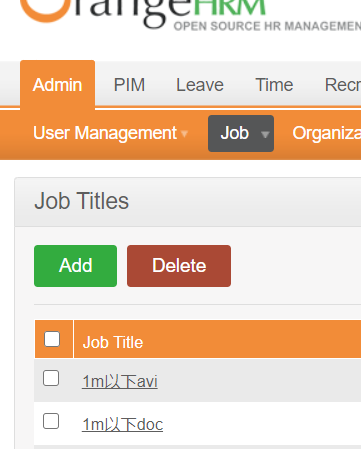 OrangeHRM
OPEN SOURCE HR MANAGEMEN
Admin PIM Leave Time Recr
User Management Job Organiza
Job Titles
Add Delete
Job Title
1m以下avi
1m以下doc